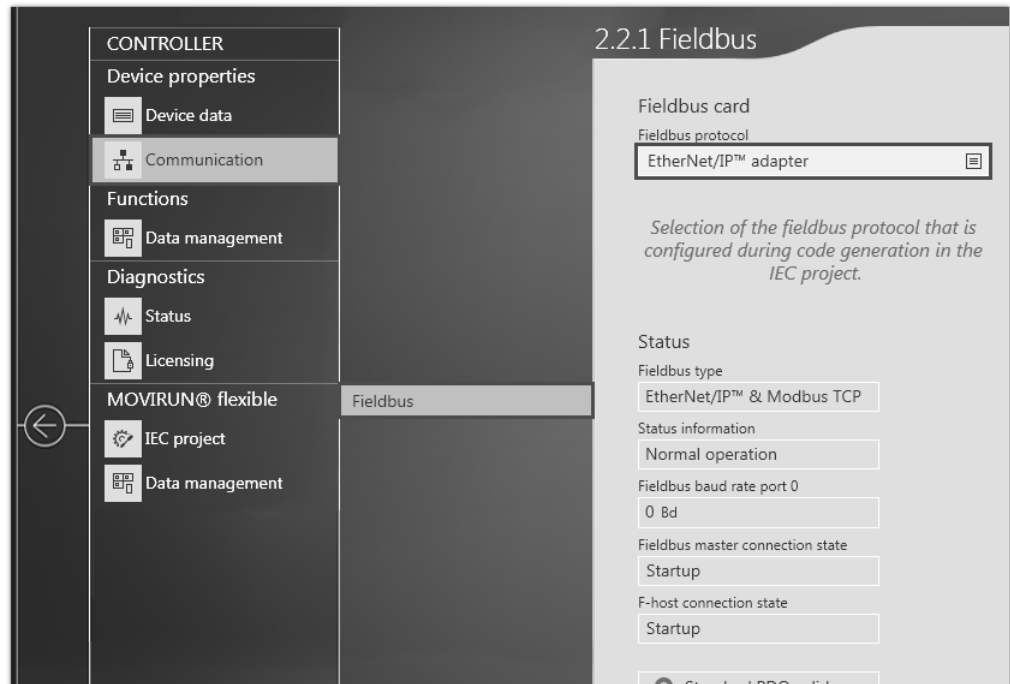 CONTROLLER
Device properties
Device data
Communication
Functions
Data management
Diagnostics
Status
Licensing
MOVIRUN® flexible
IEC project
Data management
Fieldbus
2.2.1 Fieldbus
Fieldbus card
Fieldbus protocol
EtherNet/IP™ adapter
Selection of the fieldbus protocol that is
configured during code generation in the
IEC project.
Status
Fieldbus type
EtherNet/IP™ & Modbus TCP
Status information
Normal operation
Fieldbus baud rate port 0
0 Bd
Fieldbus master connection state
Startup
F-host connection state
Startup